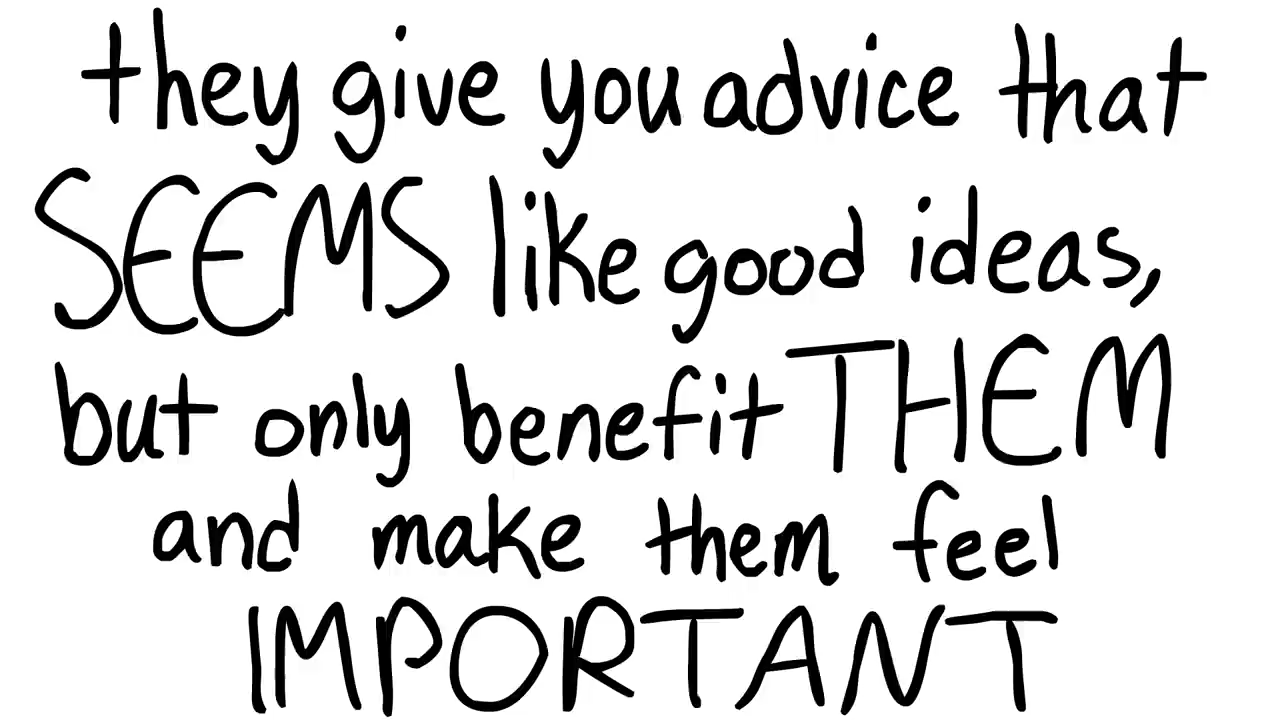 they give you advice that
SEEMS like good ideas,
but only benefit THEM
and make them feel
IMPORTANT